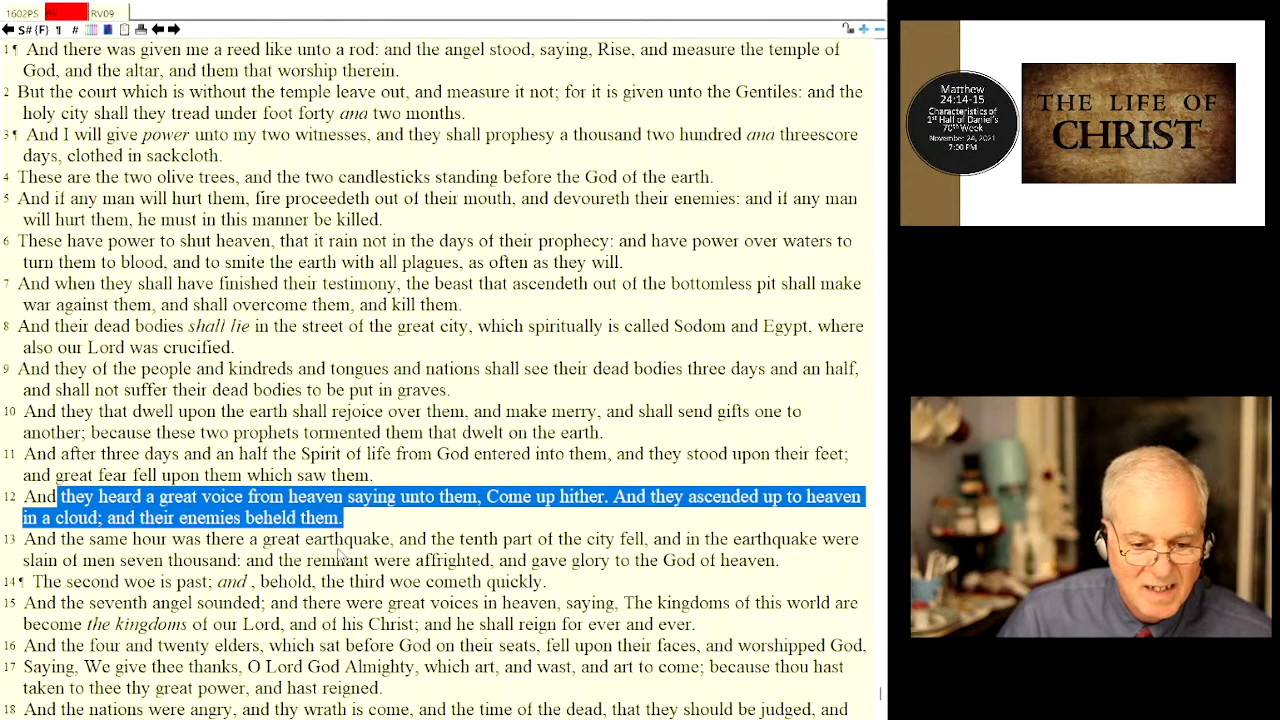 1602PS
RV09
S# {F} ¶ #
1 ¶ And there was given me a reed like unto a rod: and the angel stood, saying, Rise, and measure the temple of
God, and the altar, and them that worship therein.
2 But the court which is without the temple leave out, and measure it not; for it is given unto the Gentiles: and the
holy city shall they tread under foot forty and two months.
3 ¶ And I will give power unto my two witnesses, and they shall prophesy a thousand two hundred and threescore
days, clothed in sackcloth.
4 These are the two olive trees, and the two candlesticks standing before the God of the earth.
5 And if any man will hurt them, fire proceedeth out of their mouth, and devoureth their enemies: and if any man
will hurt them, he must in this manner be killed.
6 These have power to shut heaven, that it rain not in the days of their prophecy: and have power over waters to
turn them to blood, and to smite the earth with all plagues, as often as they will.
7 And when they shall have finished their testimony, the beast that ascendeth out of the bottomless pit shall make
war against them, and shall overcome them, and kill them.
8 And their dead bodies shall lie in the street of the great city, which spiritually is called Sodom and Egypt, where
also our Lord was crucified.
9 And they of the people and kindreds and tongues and nations shall see their dead bodies three days and an half,
and shall not suffer their dead bodies to be put in graves.
10 And they that dwell upon the earth shall rejoice over them, and make merry, and shall send gifts one to
another; because these two prophets tormented them that dwelt on the earth.
11 And after three days and an half the Spirit of life from God entered into them, and they stood upon their feet;
and great fear fell upon them which saw them.
12 And they heard a great voice from heaven saying unto them, Come up hither. And they ascended up to heaven
in a cloud; and their enemies beheld them.
13 And the same hour was there a great earthquake, and the tenth part of the city fell, and in the earthquake were
slain of men seven thousand: and the remnant were affrighted, and gave glory to the God of heaven.
14 ¶ The second woe is past; and , behold, the third woe cometh quickly.
15 And the seventh angel sounded; and there were great voices in heaven, saying, The kingdoms of this world are
become the kingdoms of our Lord, and of his Christ; and he shall reign for ever and ever.
16 And the four and twenty elders, which sat before God on their seats, fell upon their faces, and worshipped God,
17 Saying, We give thee thanks, O Lord God Almighty, which art, and wast, and art to come; because thou hast
taken to thee thy great power, and hast reigned.
18 And the nations were angry, and thy wrath is come, and the time of the dead, that they should be judged, and
Matthew
24:14-15
Characteristics of
1st Half of Daniel's
70th Week
November 24, 2021
7:00 PM
THE LIFE OF
CHRIST